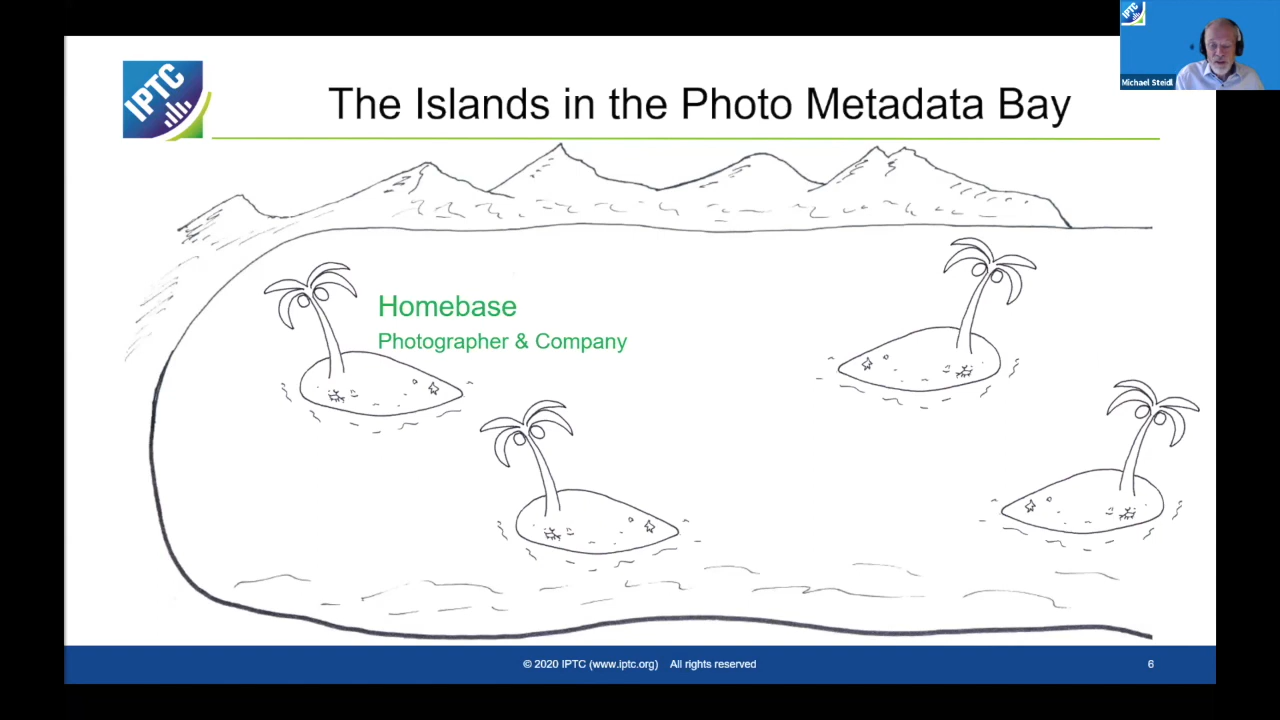 IPTC
Michael Steidl
IPTC
The Islands in the Photo Metadata Bay
Homebase
Photographer & Company
© 2020 IPTC (www.iptc.org) All rights reserved
6